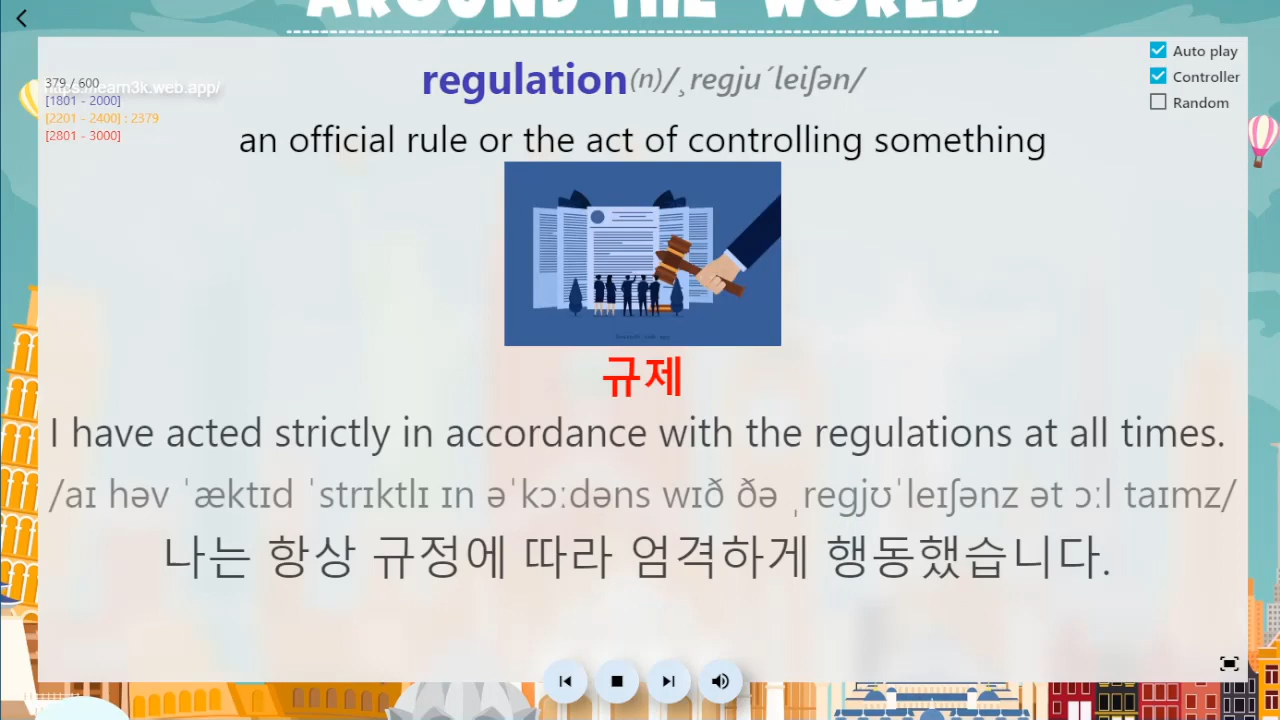 AROUND THE WORLD
Auto play
Controller
Random
379 / 600
https://learn3k.web.app/
[1801 - 2000]
[2201 - 2400] : 2379
[2801 - 3000]
regulation(n)/¸regju´leiʃən/
an official rule or the act of controlling something
규제
I have acted strictly in accordance with the regulations at all times.
/aɪ həv ˈæktɪd ˈstrɪktlɪ ɪn əˈkɔːdəns wɪð ðə ˌregjʊˈleɪʃənz ət ɔːl taɪmz/
나는 항상 규정에 따라 엄격하게 행동했습니다.